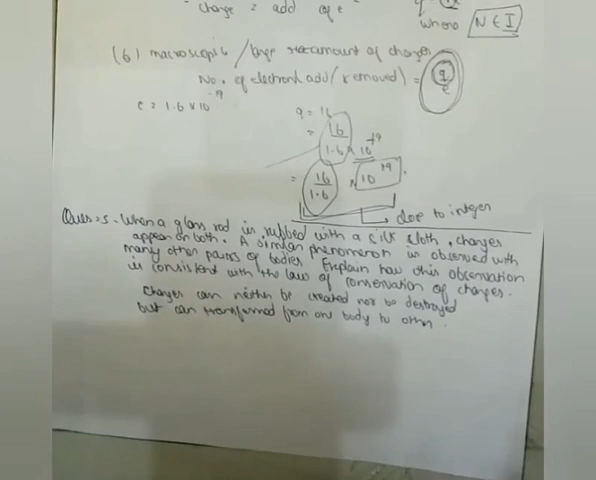 change = add of e⁻
where N ∈ I
(6) macroscopic / large amount of charges
No. of electrons add/(removed) = q/e
e = 1.6 × 10⁻¹⁹
q = 16
= 16/1.6 × 10⁺¹⁹
= 16/1.6 × 10⁺¹⁹.
close to integer
Ques:-5. When a glass rod is rubbed with a silk cloth, charges
appear on both. A similar phenomenon is observed with
many other pairs of bodies. Explain how this observation
is consistent with the law of conservation of charges.
Charges can neither be created nor be destroyed
but can transformed from one body to other.